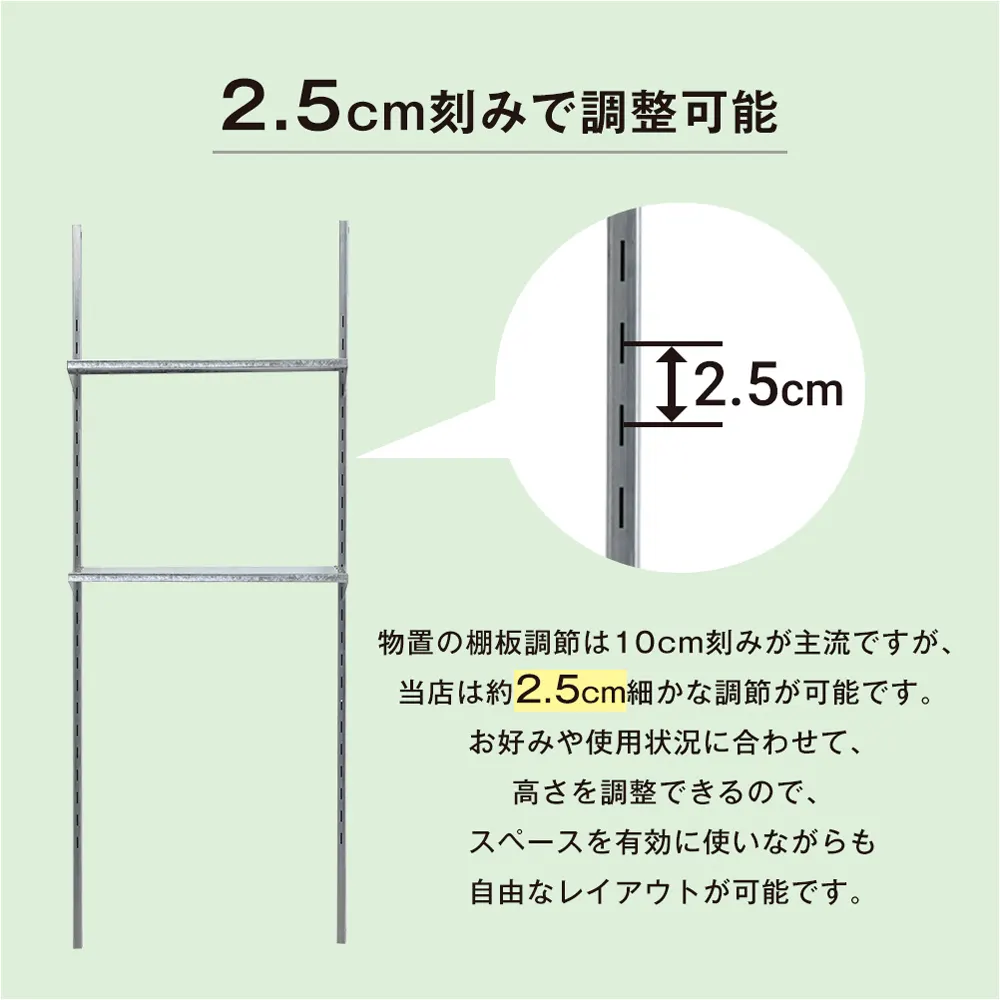 2.5cm刻みで調整可能
2.5cm
物置の棚板調節は10cm刻みが主流ですが、
当店は約2.5cm細かな調節が可能です。
お好みや使用状況に合わせて、
高さを調整できるので、
スペースを有効に使いながらも
自由なレイアウトが可能です。